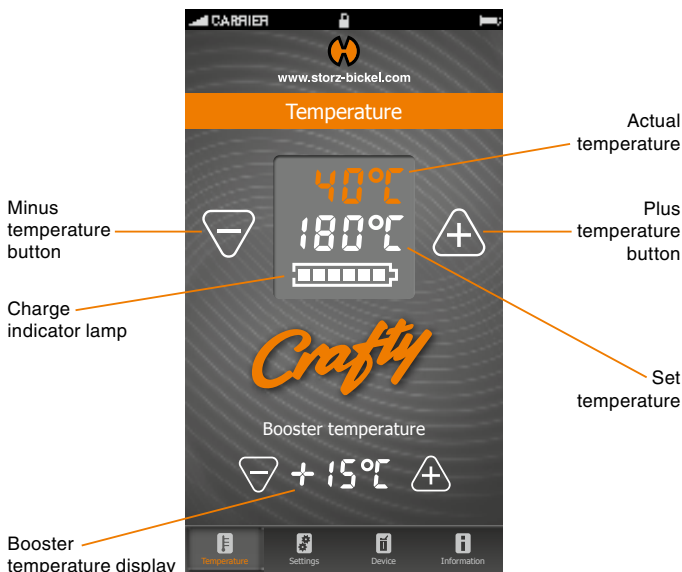 CARRIER
www.storz-bickel.com
Temperature
Actual
temperature
40°C
Minus
temperature
button
180°C
Plus
temperature
button
Charge
indicator lamp
Crafty
Set
temperature
Booster temperature
+15°C
Booster
temperature display
Temperature
Settings
Device
Information